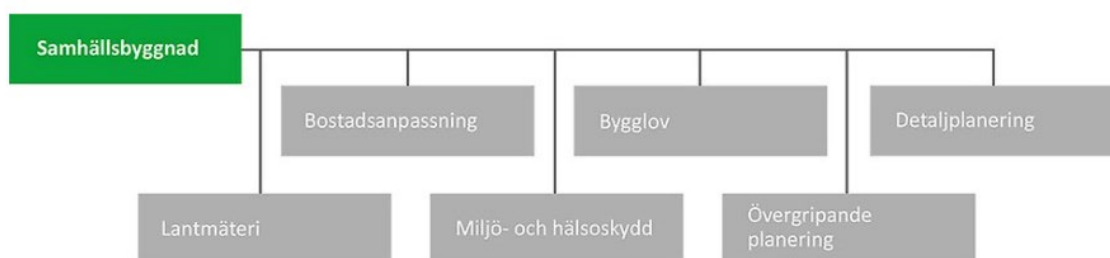 Samhällsbyggnad
Bostadsanpassning
Bygglov
Detaljplanering
Lantmäteri
Miljö- och hälsoskydd
Övergripande
planering